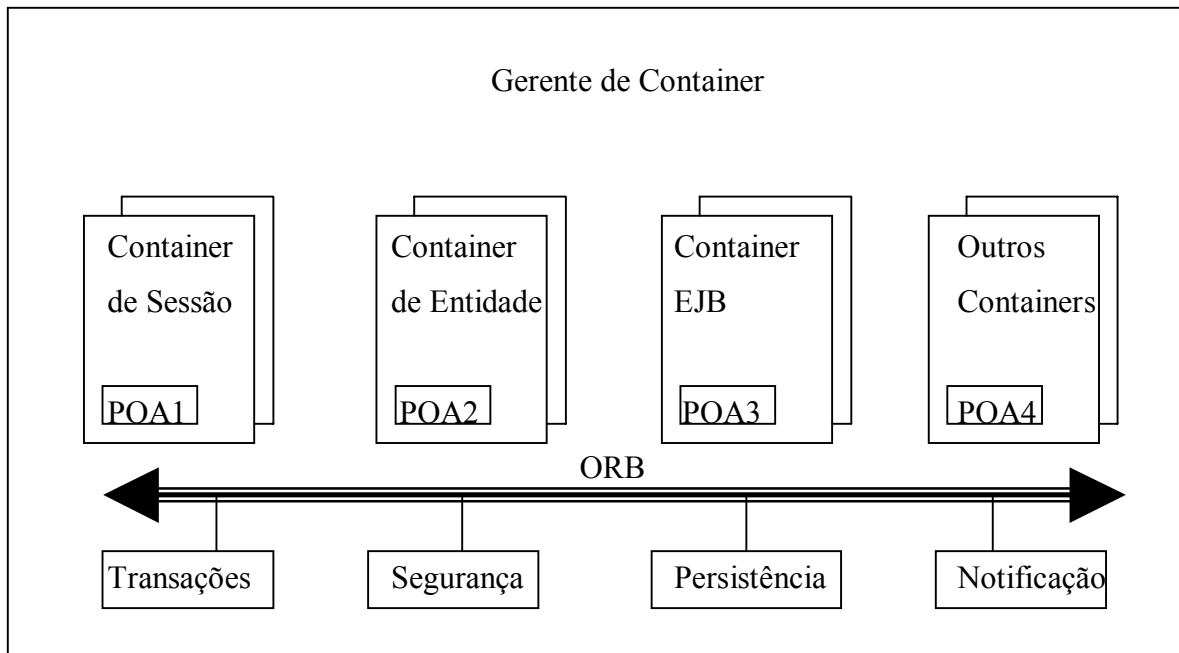 Gerente de Container
Container
de Sessão
POA1
Container
de Entidade
POA2
Container
EJB
POA3
Outros
Containers
POA4
ORB
Transações
Segurança
Persistência
Notificação